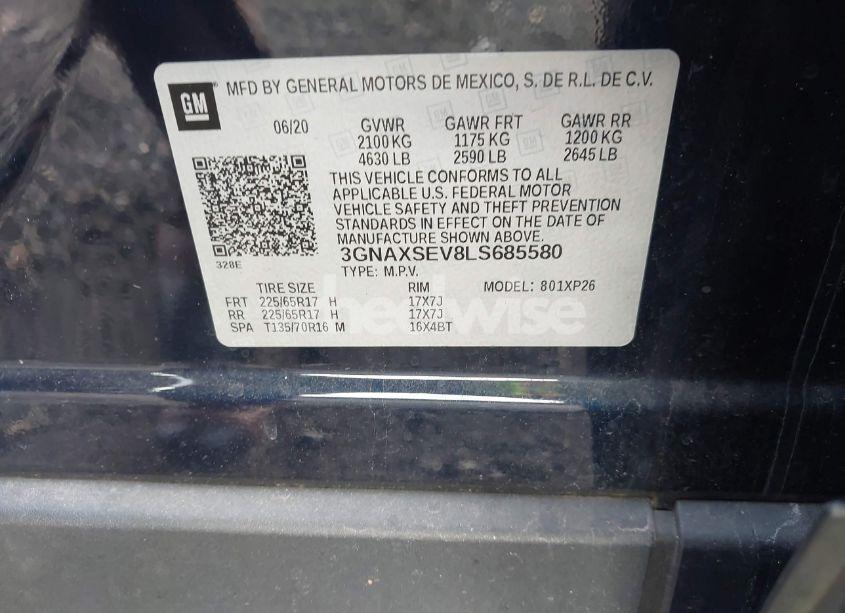 GM
MFD BY GENERAL MOTORS DE MEXICO, S. DE R.L. DE C.V.
06/20 GVWR GAWR FRT GAWR RR
2100 KG 1175 KG 1200 KG
4630 LB 2590 LB 2645 LB
THIS VEHICLE CONFORMS TO ALL
APPLICABLE U.S. FEDERAL MOTOR
VEHICLE SAFETY AND THEFT PREVENTION
STANDARDS IN EFFECT ON THE DATE OF
MANUFACTURE SHOWN ABOVE.
3GNAXSEV8LS685580
328E
TYPE: M.P.V.
TIRE SIZE RIM MODEL: 801XP26
FRT 225/65R17 H 17X7J
RR 225/65R17 H 17X7J
SPA T135/70R16 M 16X4BT